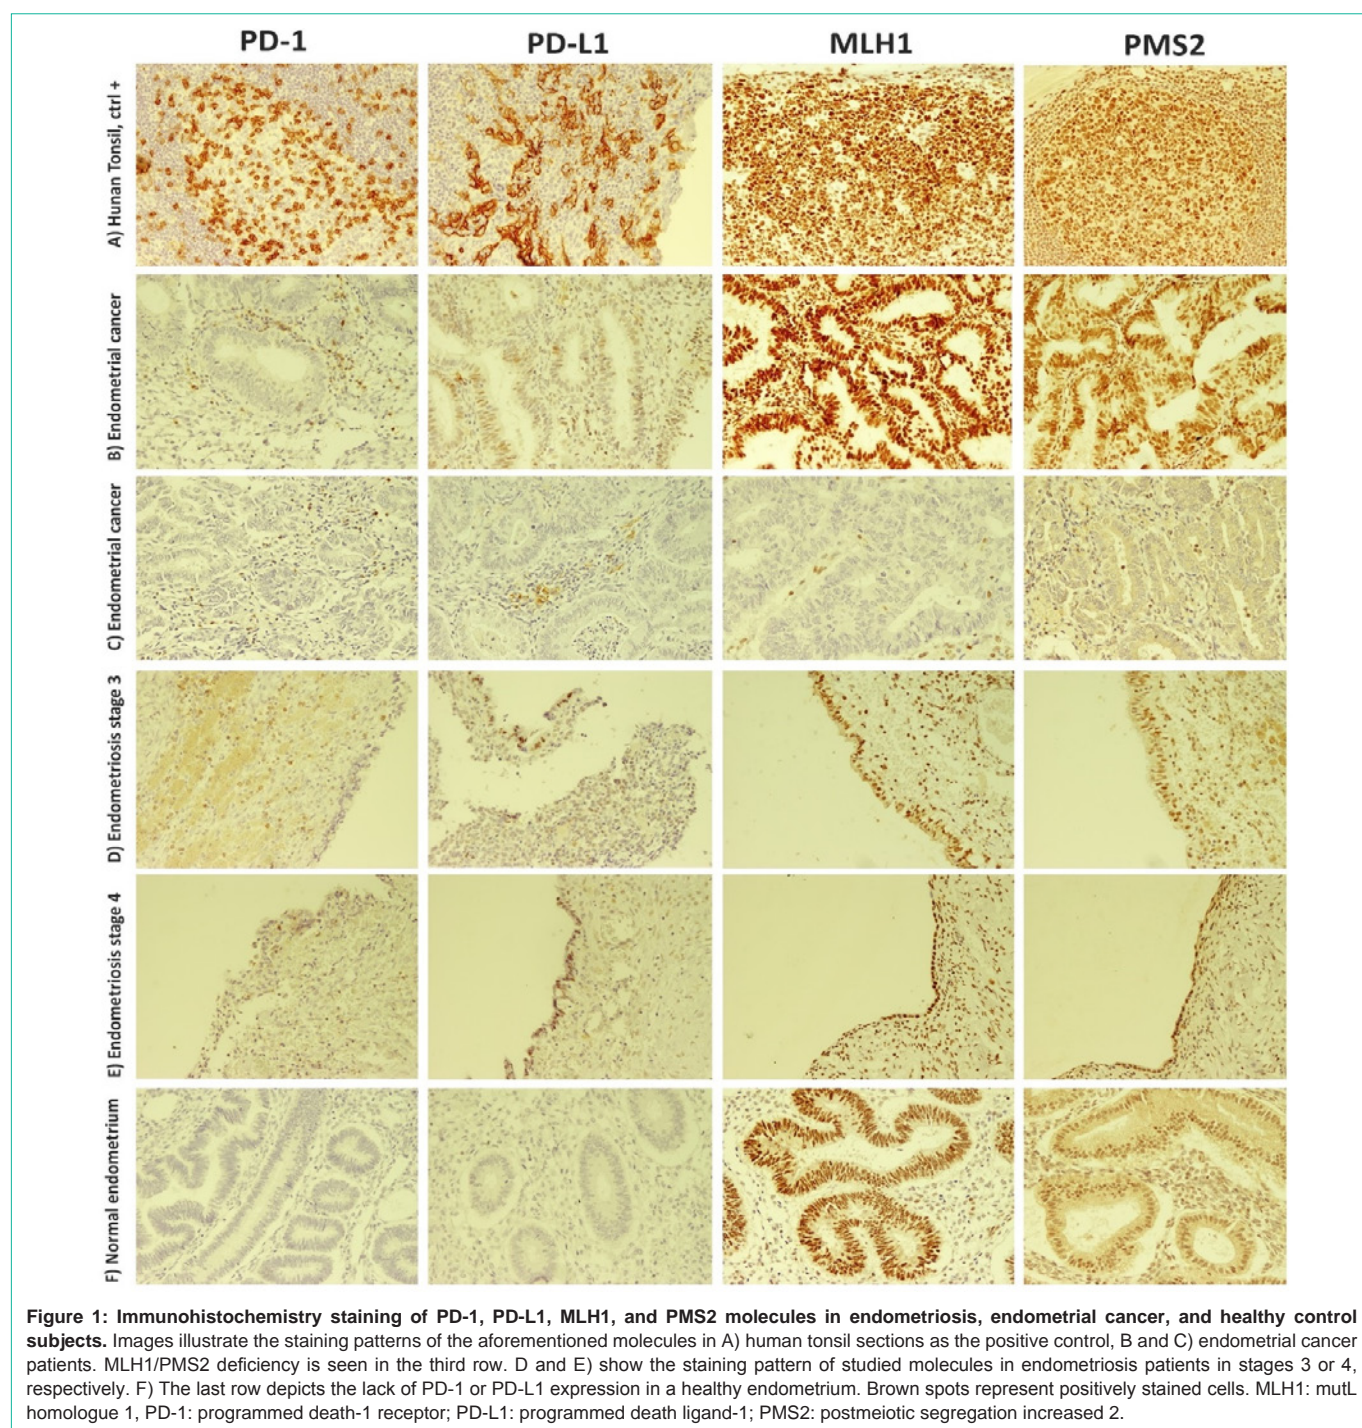 PD-1 PD-L1 MLH1 PMS2
A) Hunan Tonsil, ctrl +
B) Endometrial cancer
C) Endometrial cancer
D) Endometriosis stage 3
E) Endometriosis stage 4
F) Normal endometrium
Figure 1: Immunohistochemistry staining of PD-1, PD-L1, MLH1, and PMS2 molecules in endometriosis, endometrial cancer, and healthy control
subjects. Images illustrate the staining patterns of the aforementioned molecules in A) human tonsil sections as the positive control, B and C) endometrial cancer
patients. MLH1/PMS2 deficiency is seen in the third row. D and E) show the staining pattern of studied molecules in endometriosis patients in stages 3 or 4,
respectively. F) The last row depicts the lack of PD-1 or PD-L1 expression in a healthy endometrium. Brown spots represent positively stained cells. MLH1: mutL
homologue 1, PD-1: programmed death-1 receptor; PD-L1: programmed death ligand-1; PMS2: postmeiotic segregation increased 2.